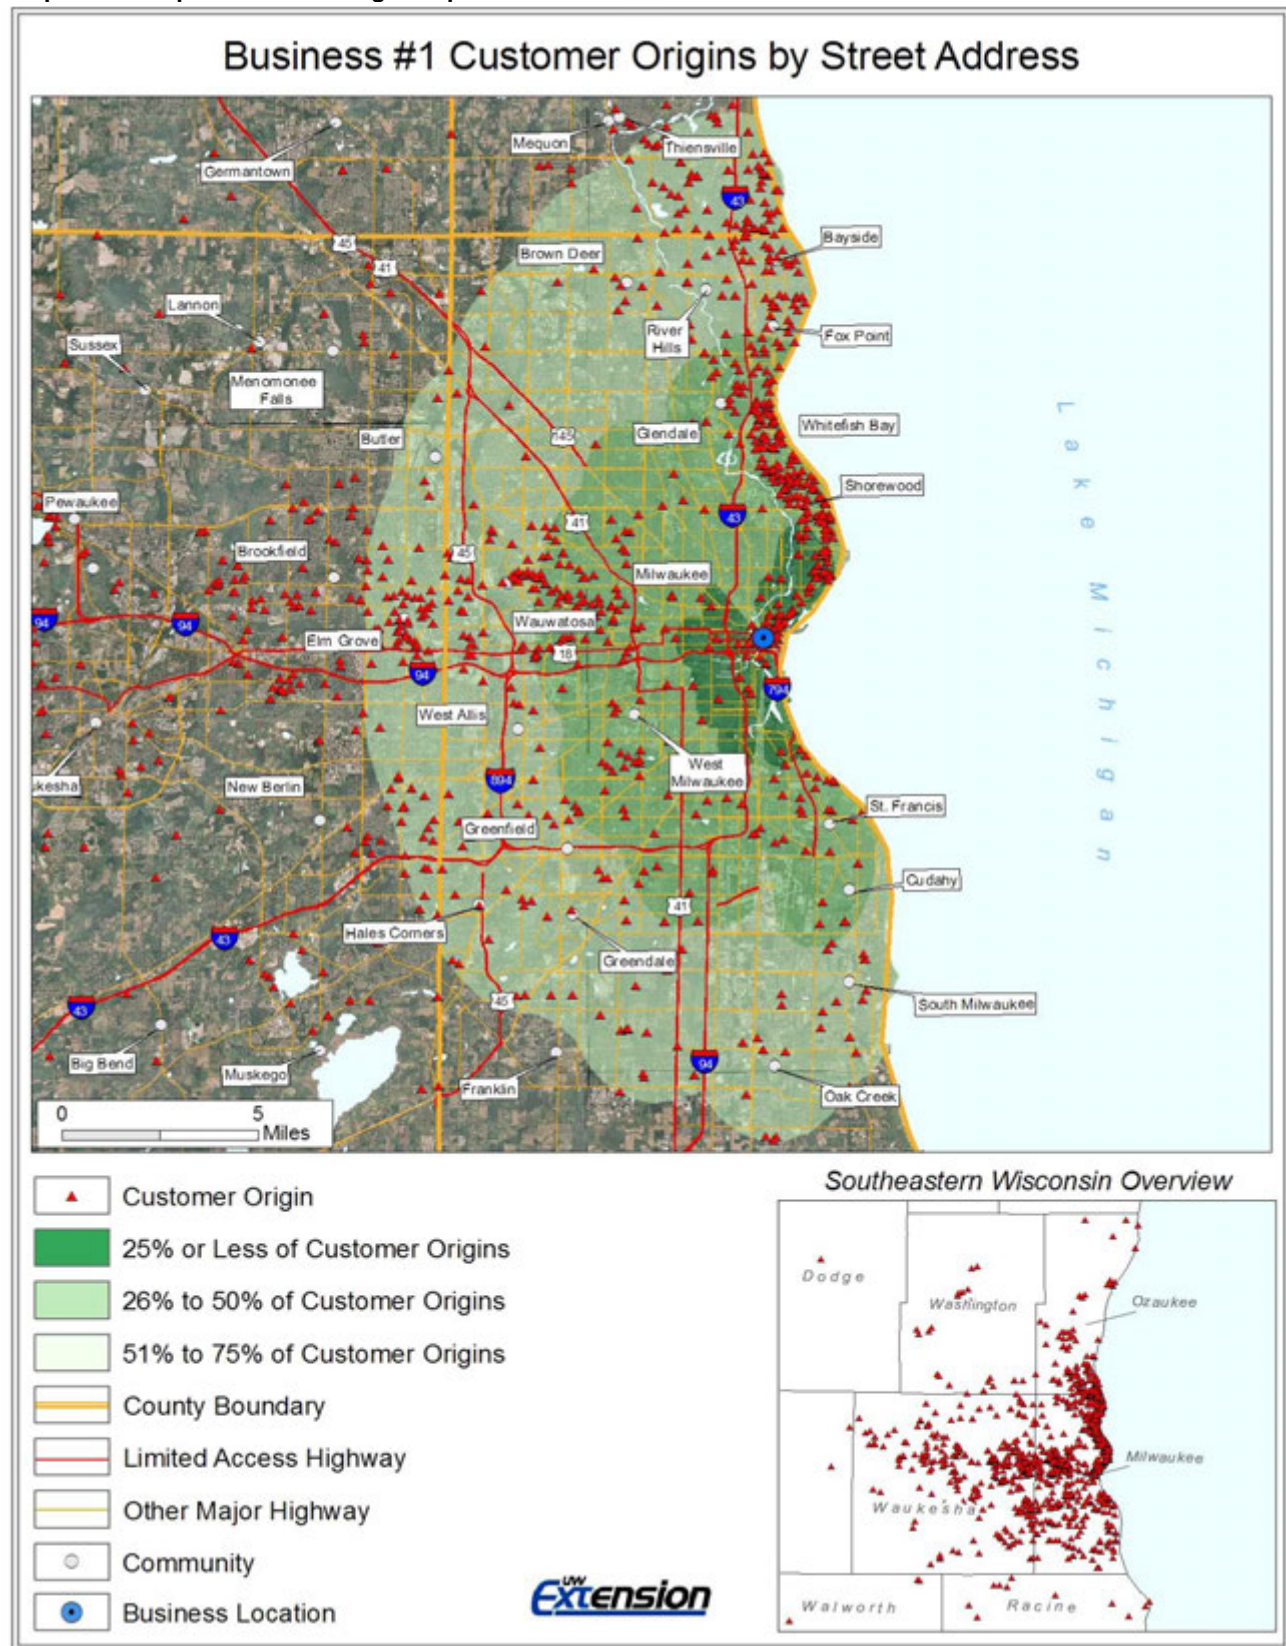 Business #1 Customer Origins by Street Address
Mequon
Thiensville
Germantown
43
Bayside
45
Brown Deer
41
Lannon
River
Hills
Fox Point
Sussex
Menomonee
Falls
Whitefish Bay
Butler
145
Glendale
Shorewood
Pewaukee
43
41
Brookfield
45
Milwaukee
94
94
Wauwatosa
Elm Grove
18
94
794
West Allis
West
Milwaukee
ukesha
New Berlin
894
St. Francis
Greenfield
Cudahy
41
Hales Corners
43
Greendale
45
South Milwaukee
43
Big Bend
Muskego
94
Franklin
Oak Creek
Lake Michigan
0 5
Miles
Customer Origin
25% or Less of Customer Origins
26% to 50% of Customer Origins
51% to 75% of Customer Origins
County Boundary
Limited Access Highway
Other Major Highway
Community
Business Location
UW
Extension
Southeastern Wisconsin Overview
Dodge
Washington
Ozaukee
Milwaukee
Waukesha
Walworth
Racine